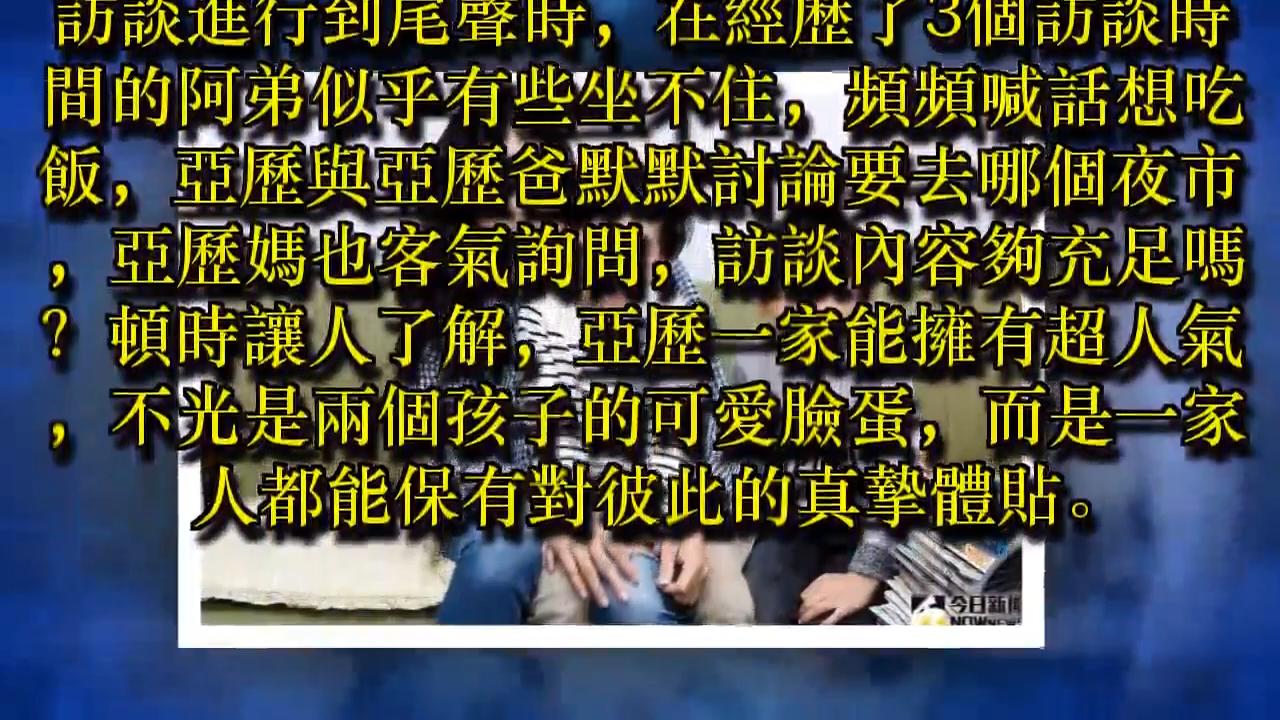 訪談進行到尾聲時，在經歷了3個訪談時
間的阿弟似乎有些坐不住，頻頻喊話想吃
飯，亞歷與亞歷爸默默討論要去哪個夜市
，亞歷媽也客氣詢問，訪談內容夠充足嗎
？頓時讓人了解，亞歷一家能擁有超人氣
，不光是兩個孩子的可愛臉蛋，而是一家
人都能保有對彼此的真摯體貼。
今日新聞
NOWnews